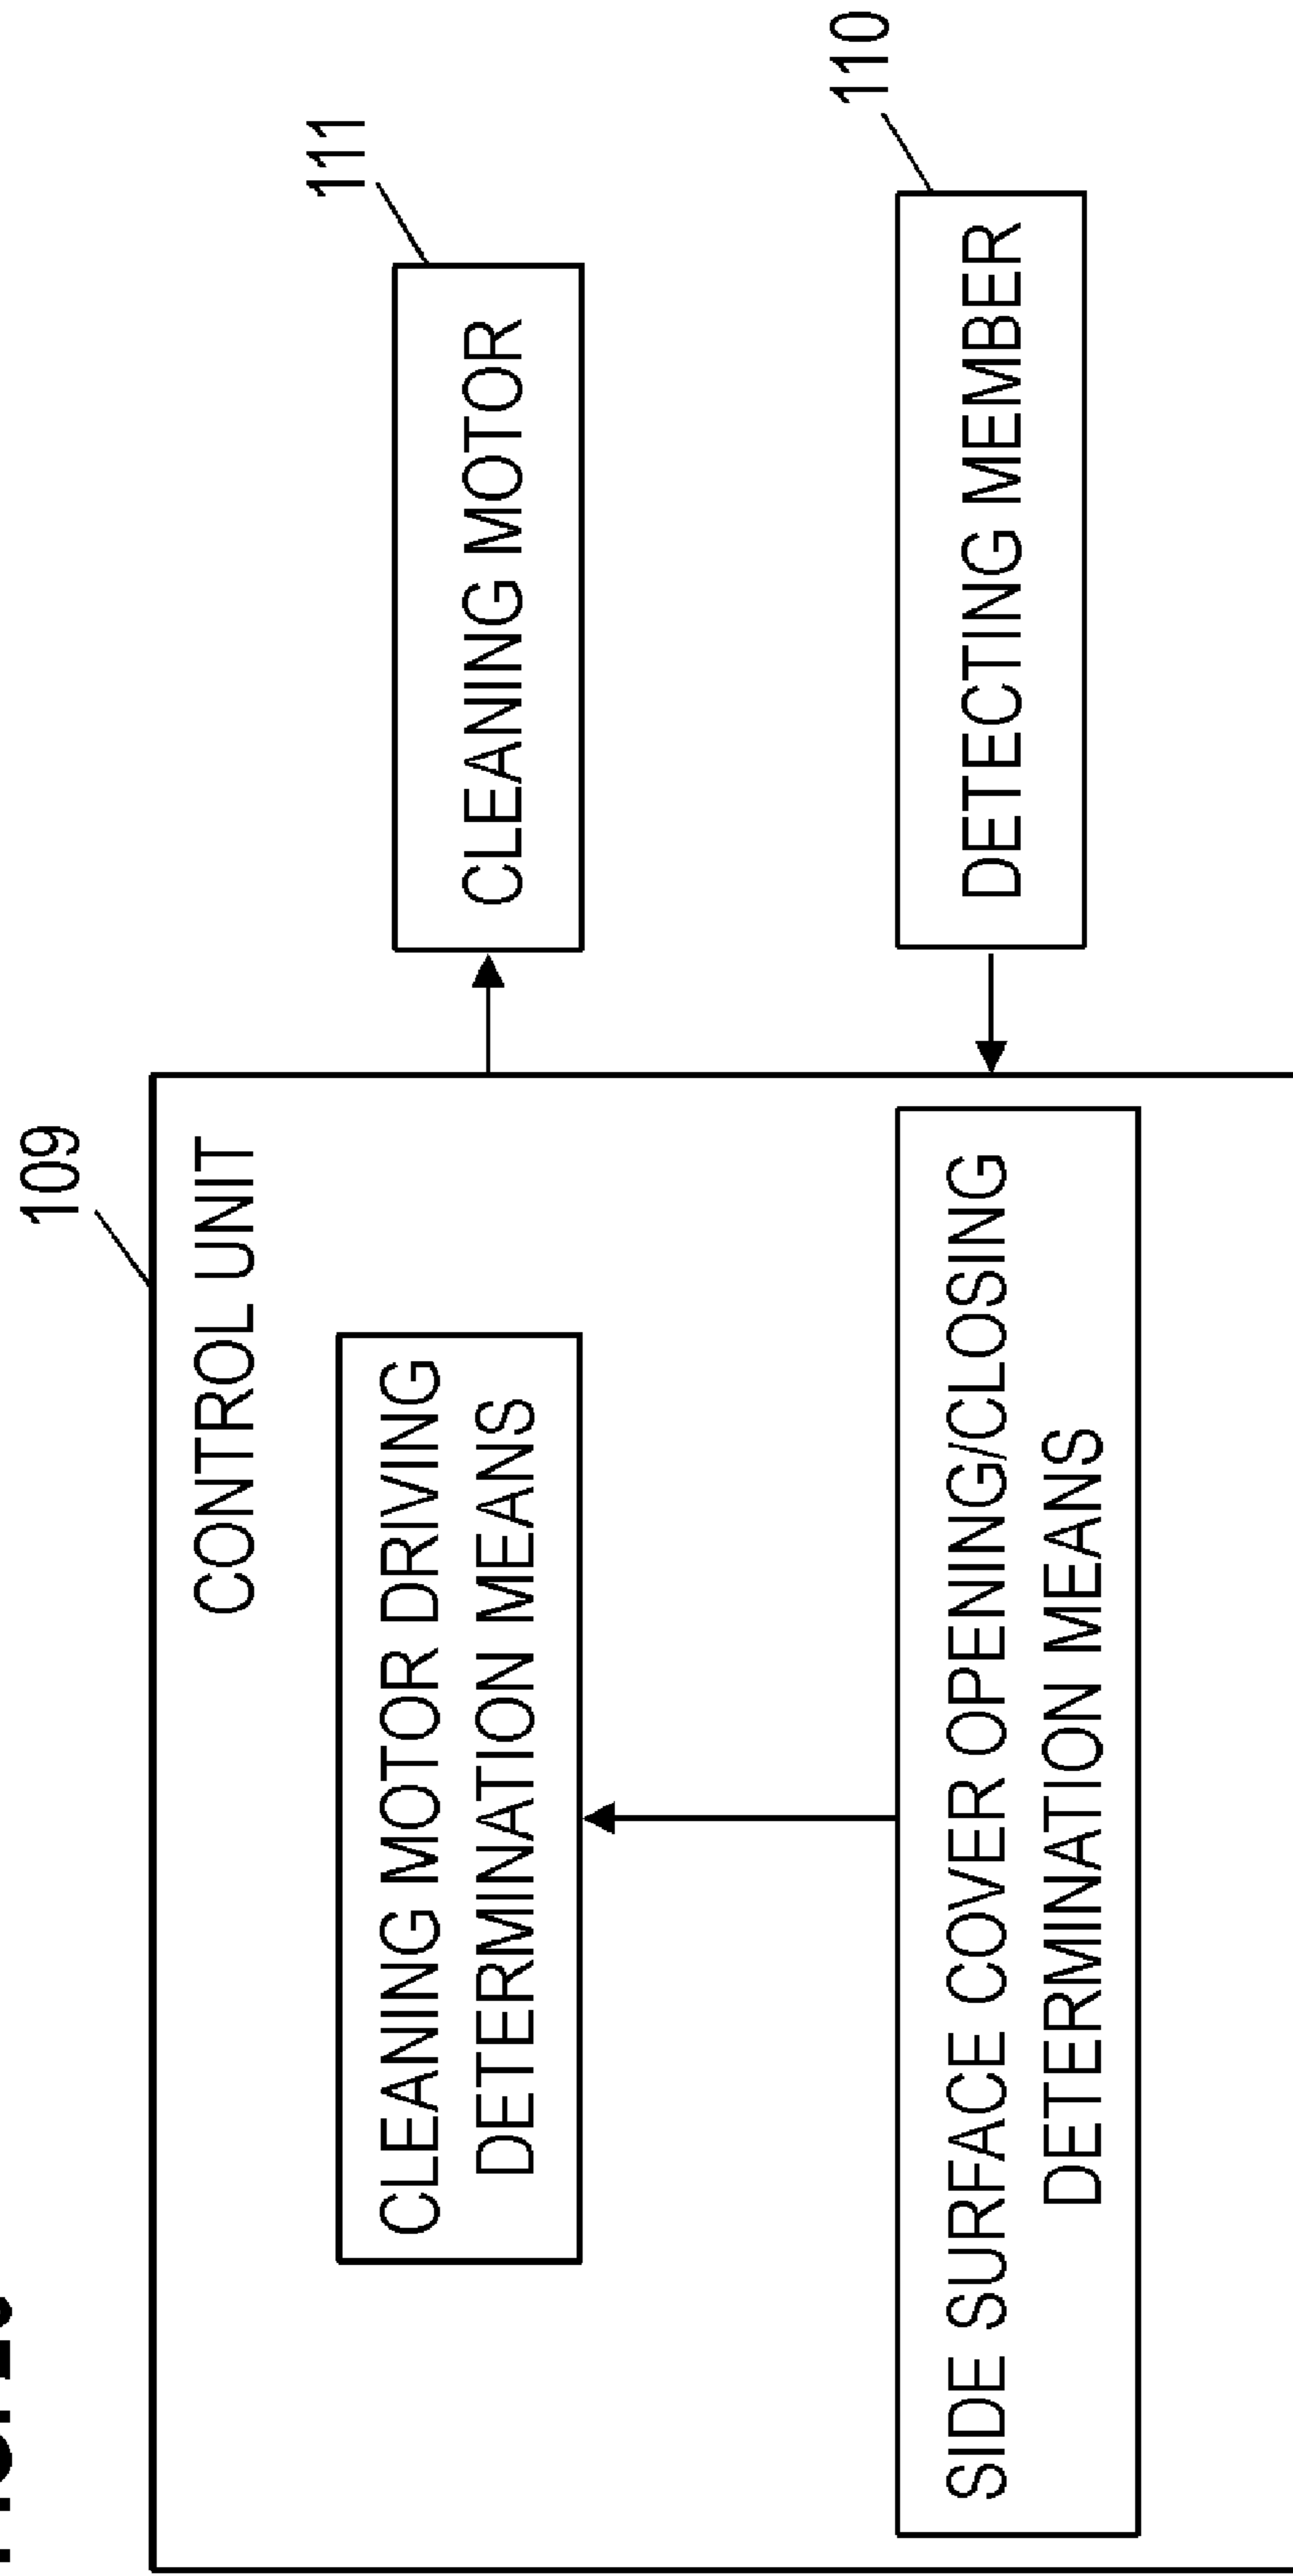 109
CONTROL UNIT
CLEANING MOTOR DRIVING
DETERMINATION MEANS
111
CLEANING MOTOR
SIDE SURFACE COVER OPENING/CLOSING
DETERMINATION MEANS
110
DETECTING MEMBER